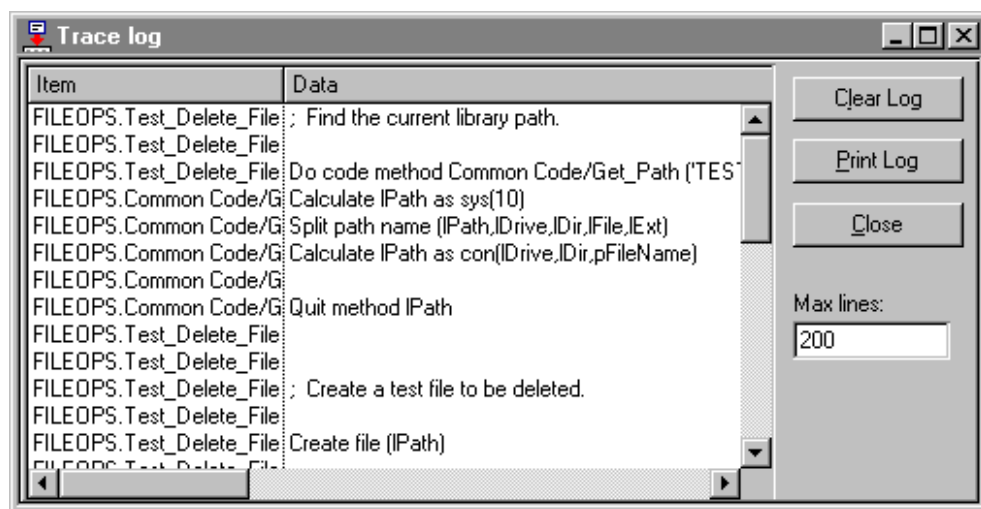 Trace log
Item Data
FILEOPS.Test_Delete_File ; Find the current library path.
FILEOPS.Test_Delete_File
FILEOPS.Test_Delete_File Do code method Common Code/Get_Path ('TEST
FILEOPS.Common Code/G Calculate lPath as sys(10)
FILEOPS.Common Code/G Split path name (lPath,lDrive,lDir,lFile,lExt)
FILEOPS.Common Code/G Calculate lPath as con(lDrive,lDir,pFileName)
FILEOPS.Common Code/G
FILEOPS.Common Code/G Quit method lPath
FILEOPS.Test_Delete_File
FILEOPS.Test_Delete_File
FILEOPS.Test_Delete_File ; Create a test file to be deleted.
FILEOPS.Test_Delete_File
FILEOPS.Test_Delete_File Create file (lPath)
FILEOPS.Test_Delete_File
Clear Log
Print Log
Close
Max lines:
200